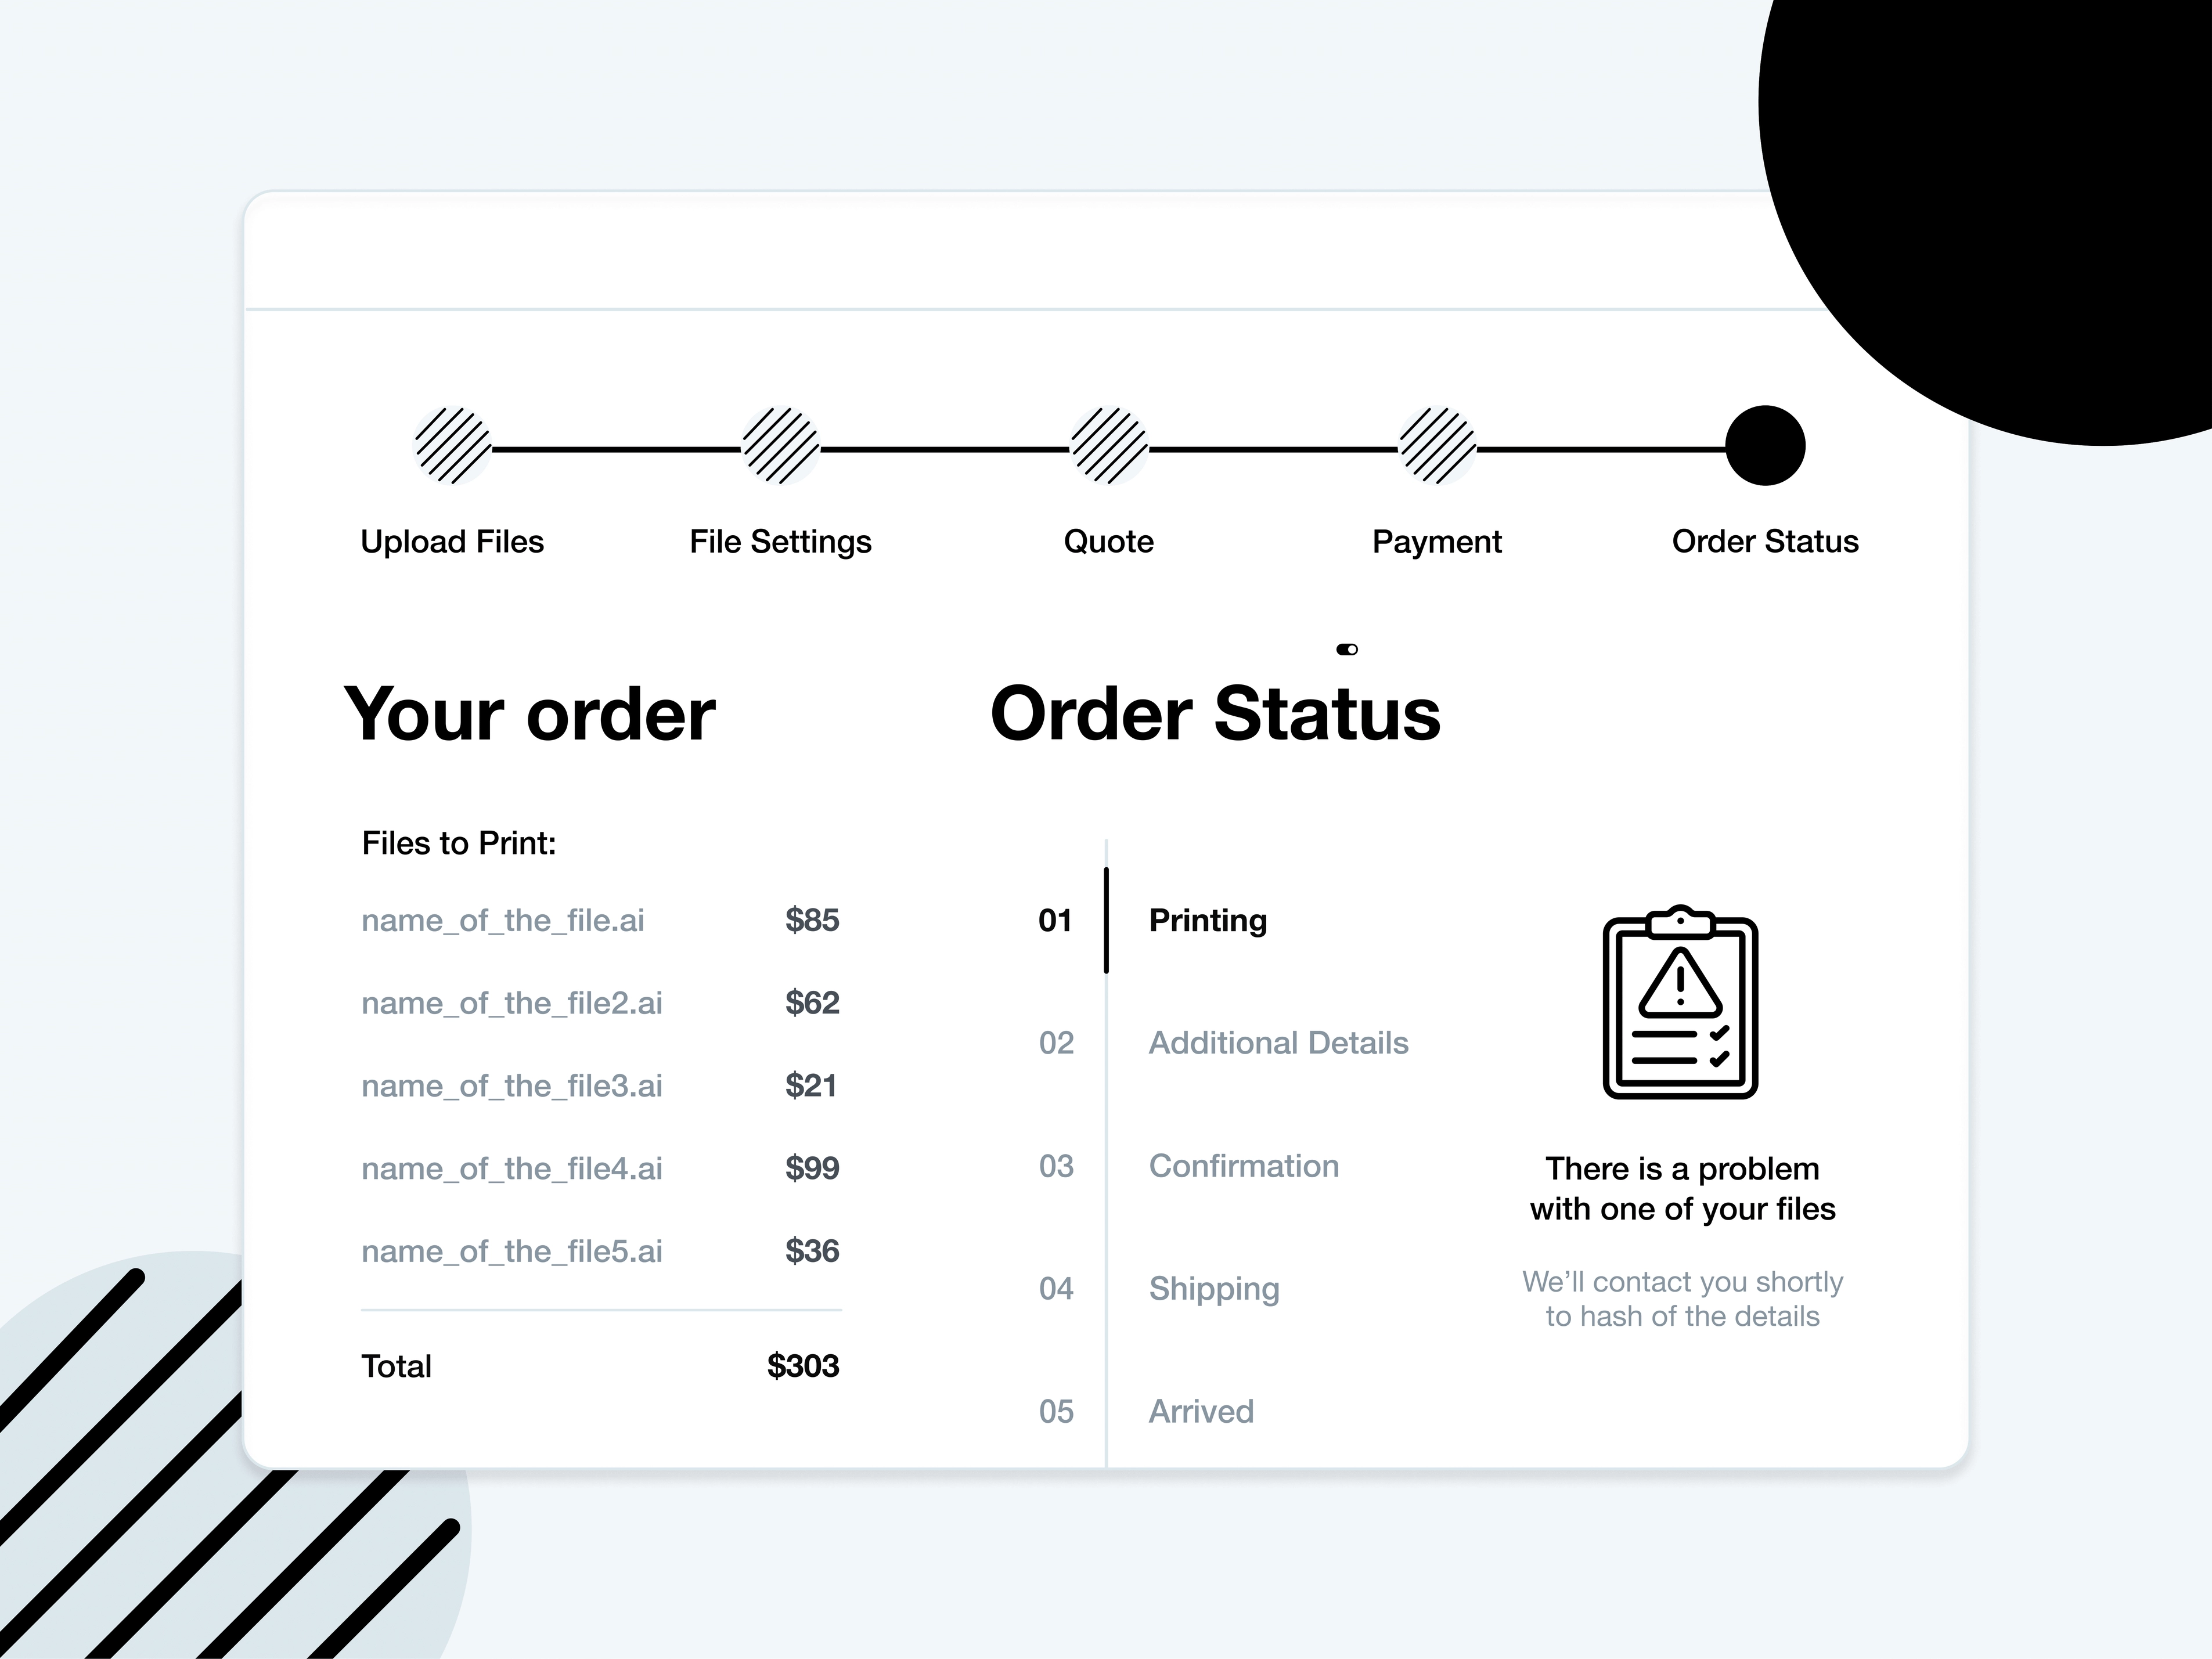 Upload Files
File Settings
Quote
Payment
Order Status
Your order
Files to Print:
name_of_the_file.ai $85
name_of_the_file2.ai $62
name_of_the_file3.ai $21
name_of_the_file4.ai $99
name_of_the_file5.ai $36
Total $303
Order Status
01 Printing
02 Additional Details
03 Confirmation
04 Shipping
05 Arrived
There is a problem
with one of your files
We’ll contact you shortly
to hash of the details